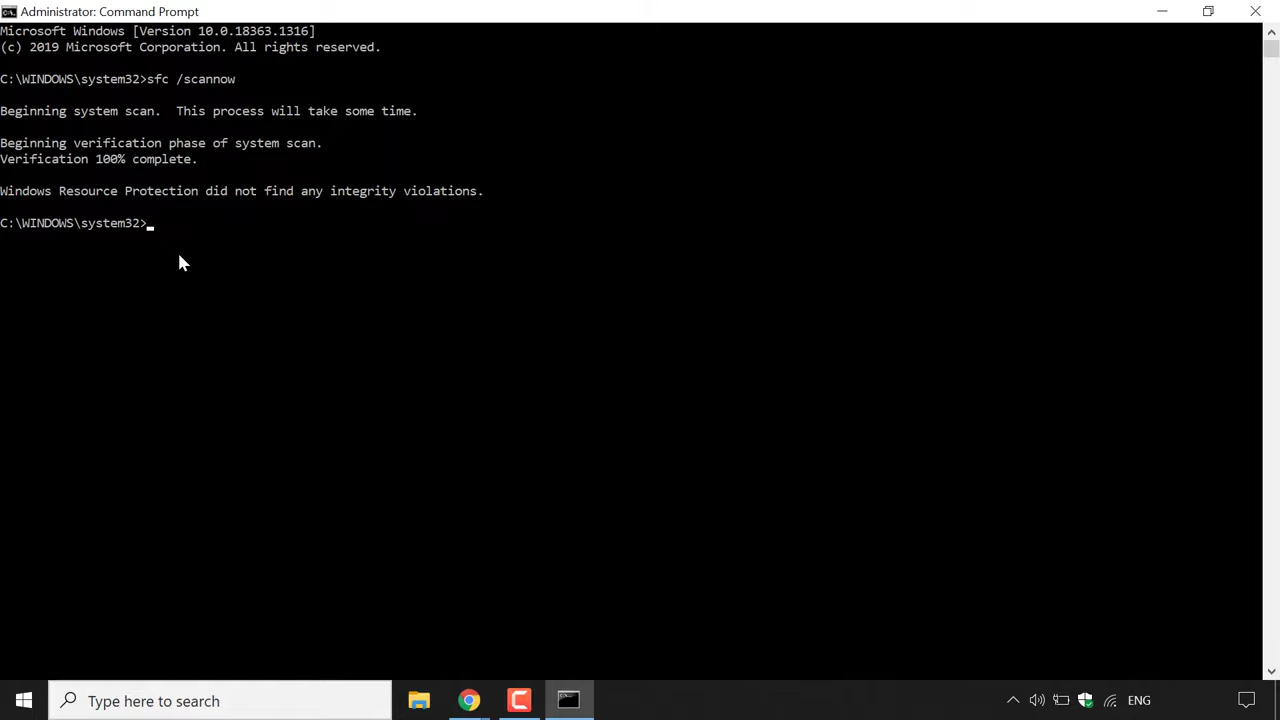 Administrator: Command Prompt
Microsoft Windows [Version 10.0.18363.1316]
(c) 2019 Microsoft Corporation. All rights reserved.
C:\WINDOWS\system32>sfc /scannow
Beginning system scan.  This process will take some time.
Beginning verification phase of system scan.
Verification 100% complete.
Windows Resource Protection did not find any integrity violations.
C:\WINDOWS\system32>
Type here to search
ENG